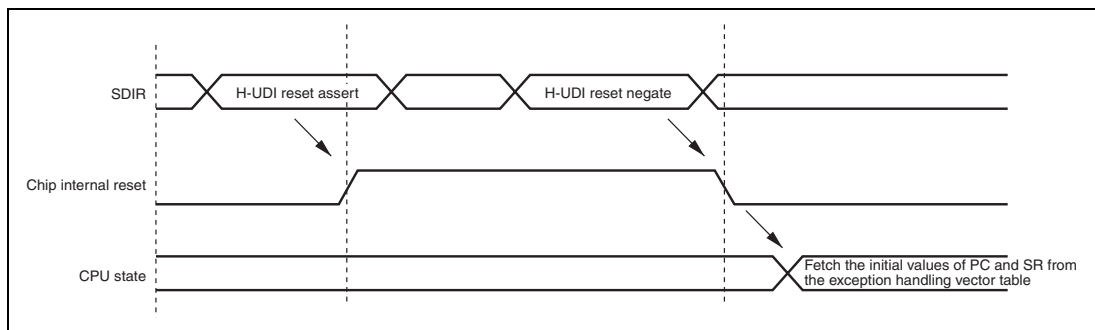 SDIR
H-UDI reset assert
H-UDI reset negate
Chip internal reset
CPU state
Fetch the initial values of PC and SR from
the exception handling vector table